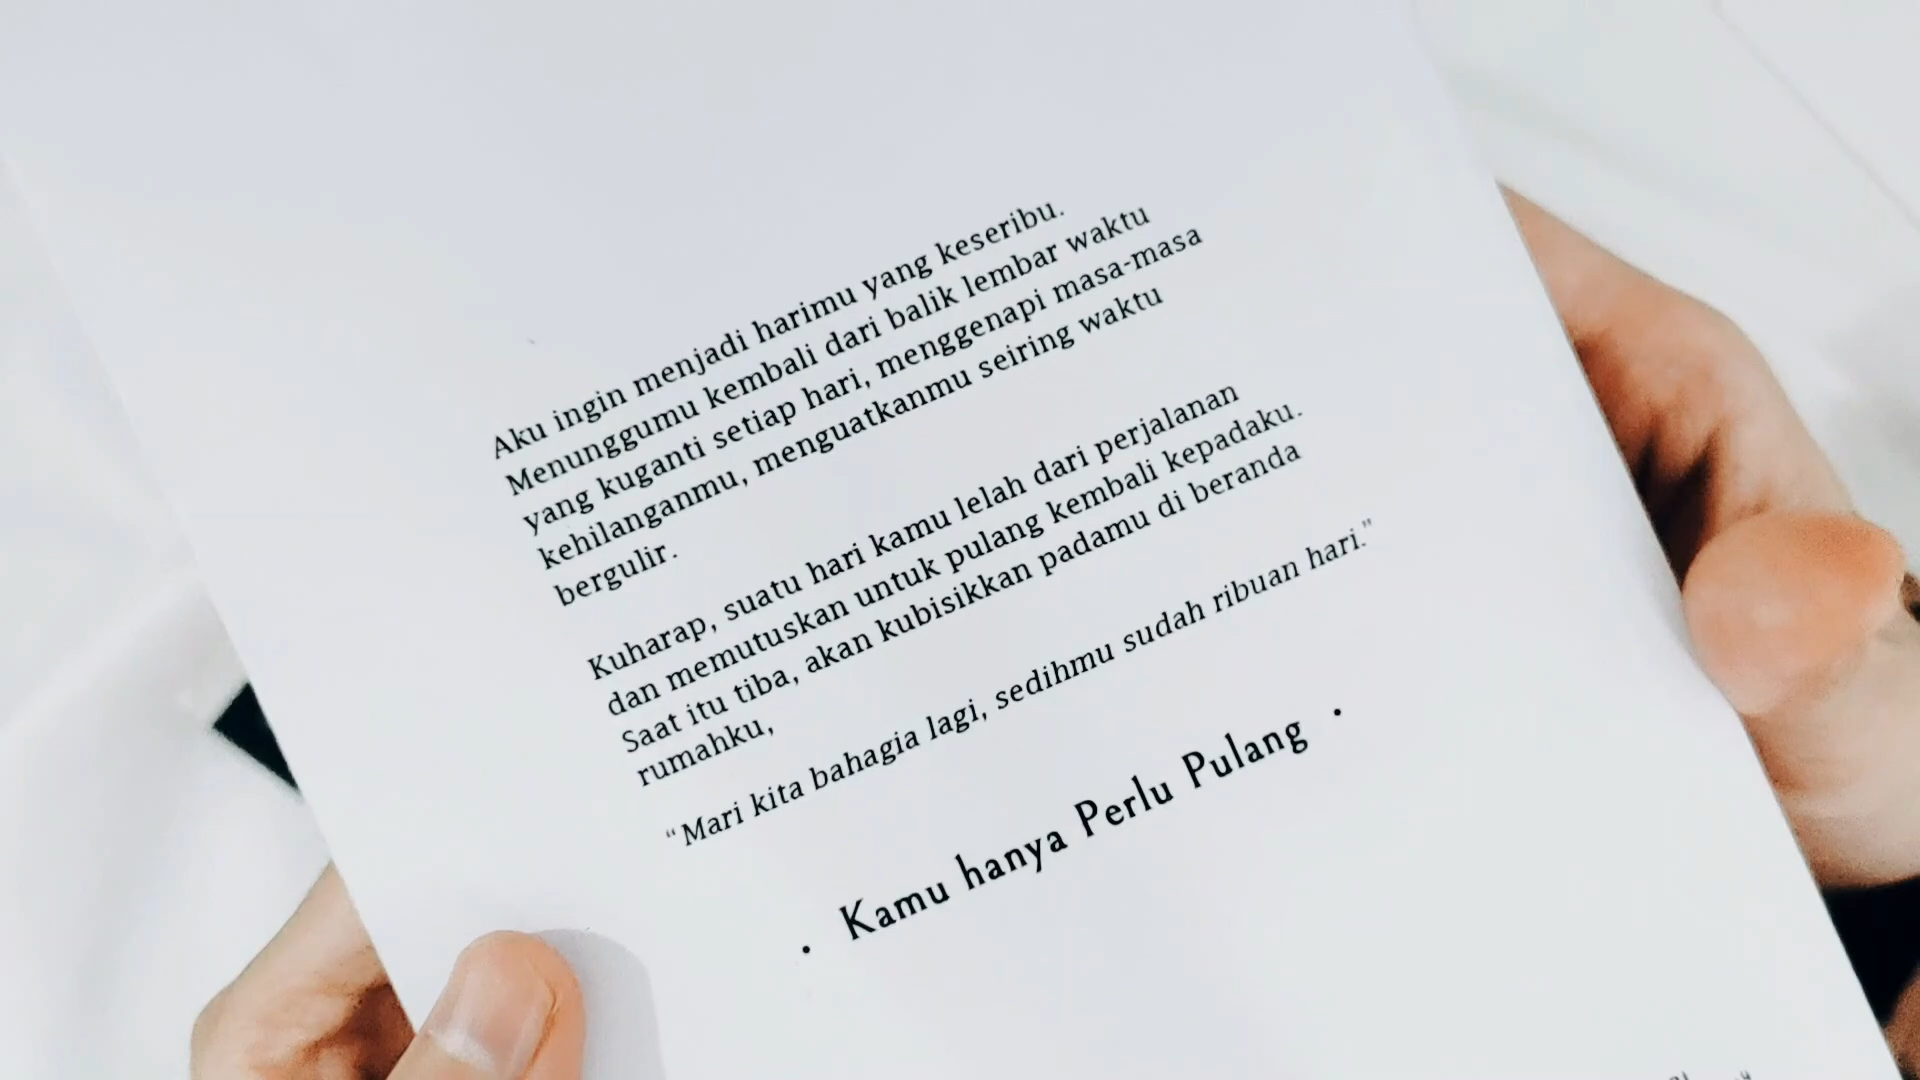 Aku ingin menjadi harimu yang keseribu.
Menunggumu kembali dari balik lembar waktu
yang kuganti setiap hari, menggenapi masa-masa
kehilanganmu, menguatkanmu seiring waktu
bergulir.
Kuharap, suatu hari kamu lelah dari perjalanan
dan memutuskan untuk pulang kembali kepadaku.
Saat itu tiba, akan kubisikkan padamu di beranda
rumahku,
“Mari kita bahagia lagi, sedihmu sudah ribuan hari.”
. Kamu hanya Perlu Pulang .